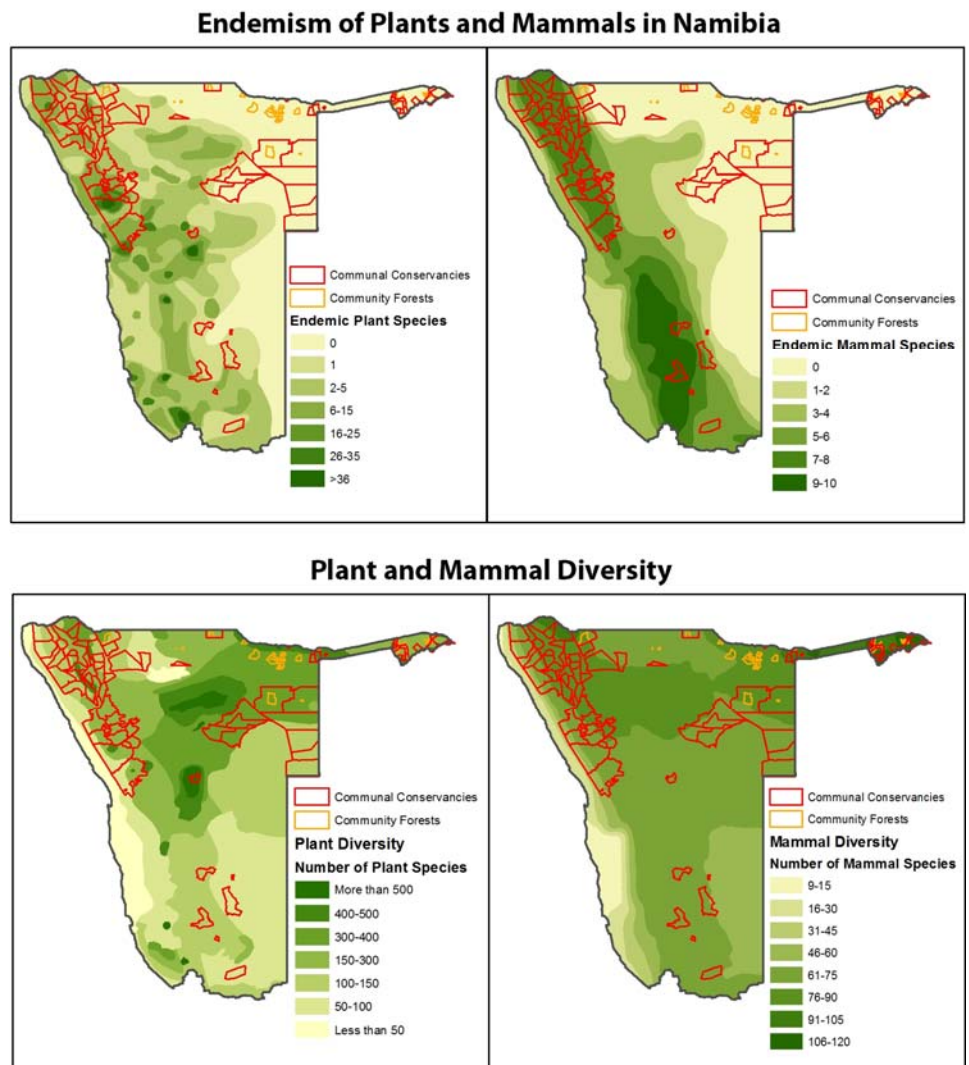 Endemism of Plants and Mammals in Namibia
Communal Conservancies
Community Forests
Endemic Plant Species
0
1
2-5
6-15
16-25
26-35
>36
Communal Conservancies
Community Forests
Endemic Mammal Species
0
1-2
3-4
5-6
7-8
9-10
Plant and Mammal Diversity
Communal Conservancies
Community Forests
Plant Diversity
Number of Plant Species
More than 500
400-500
300-400
150-300
100-150
50-100
Less than 50
Communal Conservancies
Community Forests
Mammal Diversity
Number of Mammal Species
9-15
16-30
31-45
46-60
61-75
76-90
91-105
106-120